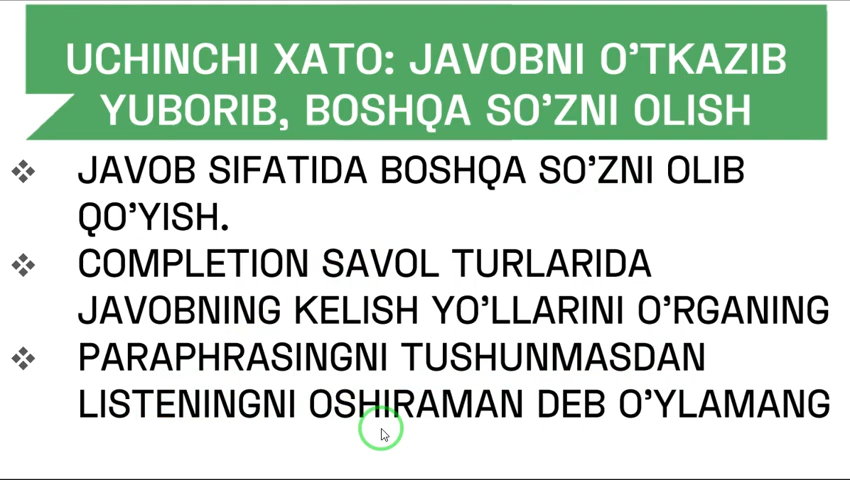 UCHINCHI XATO: JAVOBNI O’TKAZIB
YUBORIB, BOSHQA SO’ZNI OLISH
JAVOB SIFATIDA BOSHQA SO’ZNI OLIB
QO’YISH.
COMPLETION SAVOL TURLARIDA
JAVOBNING KELISH YO’LLARINI O’RGANING
PARAPHRASINGNI TUSHUNMASDAN
LISTENINGNI OSHIRAMAN DEB O’YLAMANG